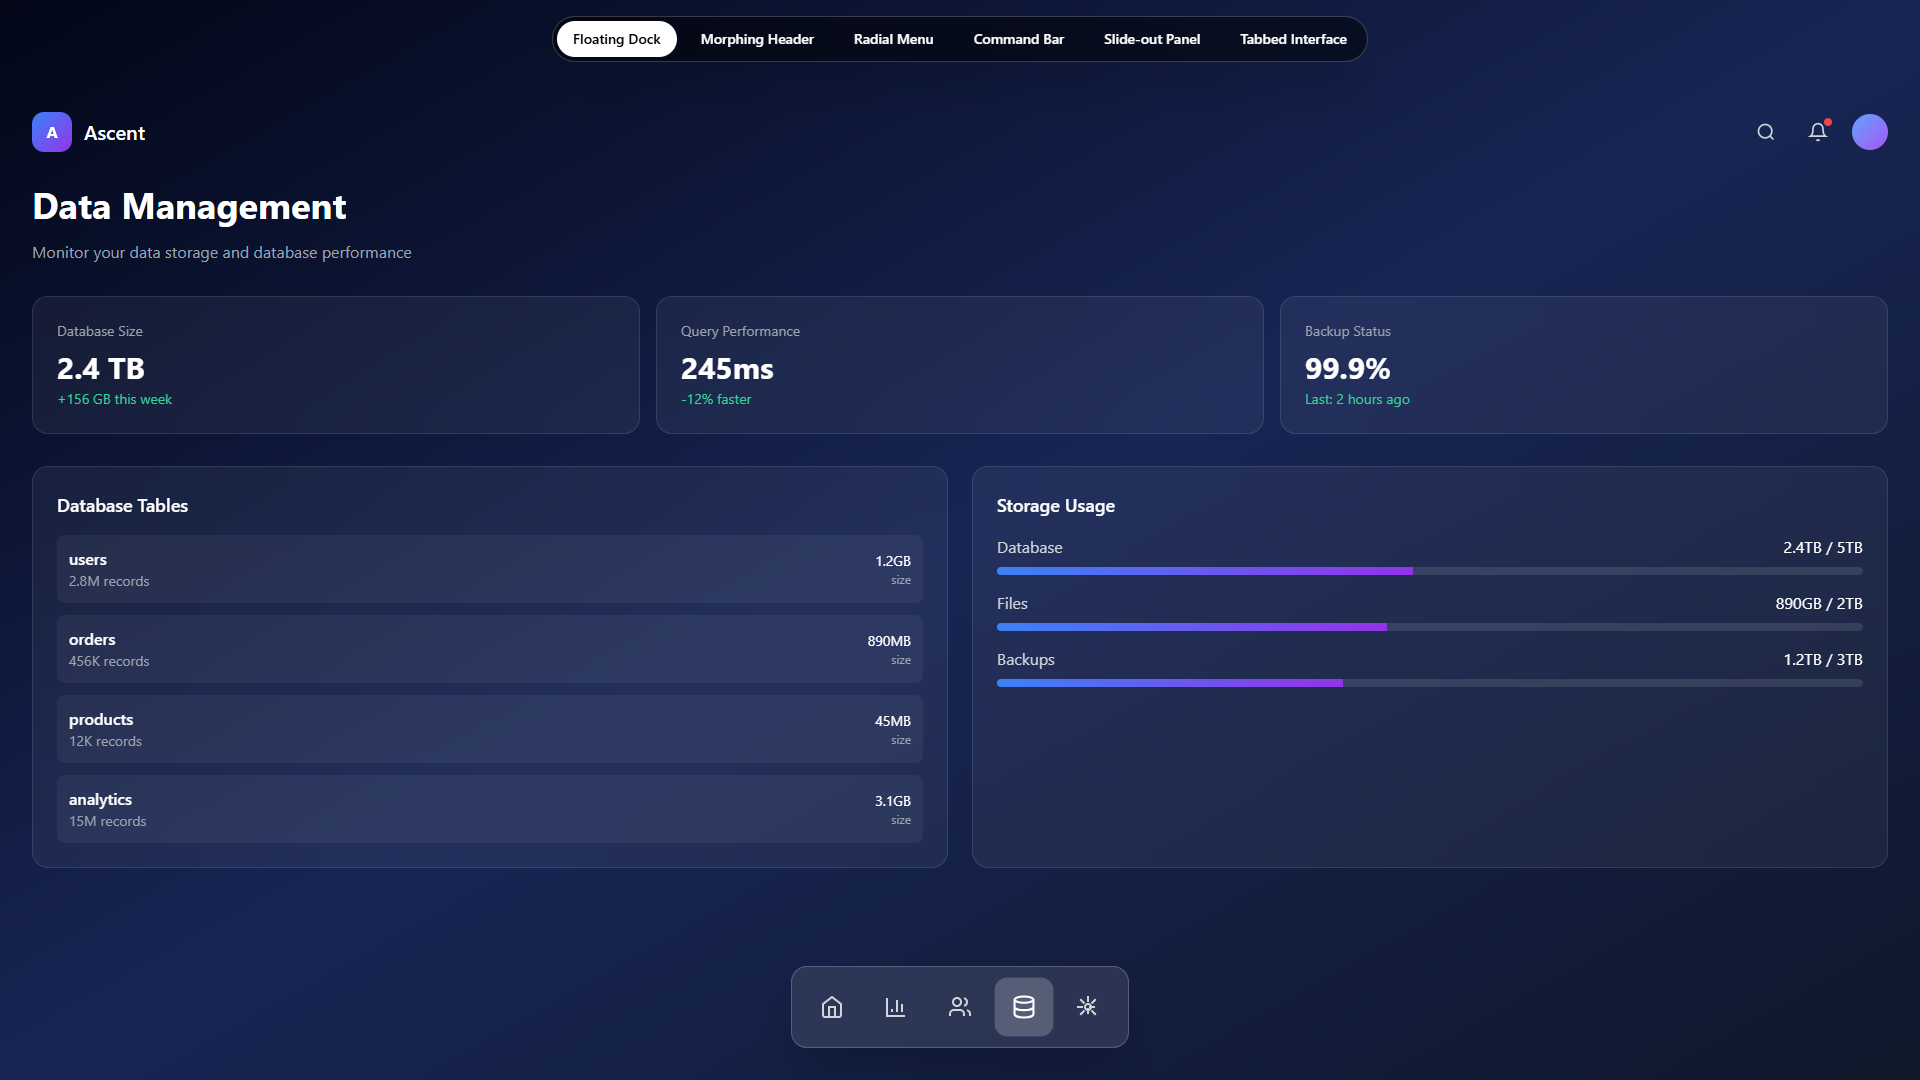 Floating Dock
Morphing Header
Radial Menu
Command Bar
Slide-out Panel
Tabbed Interface
A
Ascent
Data Management
Monitor your data storage and database performance
Database Size
2.4 TB
+156 GB this week
Query Performance
245ms
-12% faster
Backup Status
99.9%
Last: 2 hours ago
Database Tables
users
2.8M records
1.2GB
size
orders
456K records
890MB
size
products
12K records
45MB
size
analytics
15M records
3.1GB
size
Storage Usage
Database
2.4TB / 5TB
Files
890GB / 2TB
Backups
1.2TB / 3TB